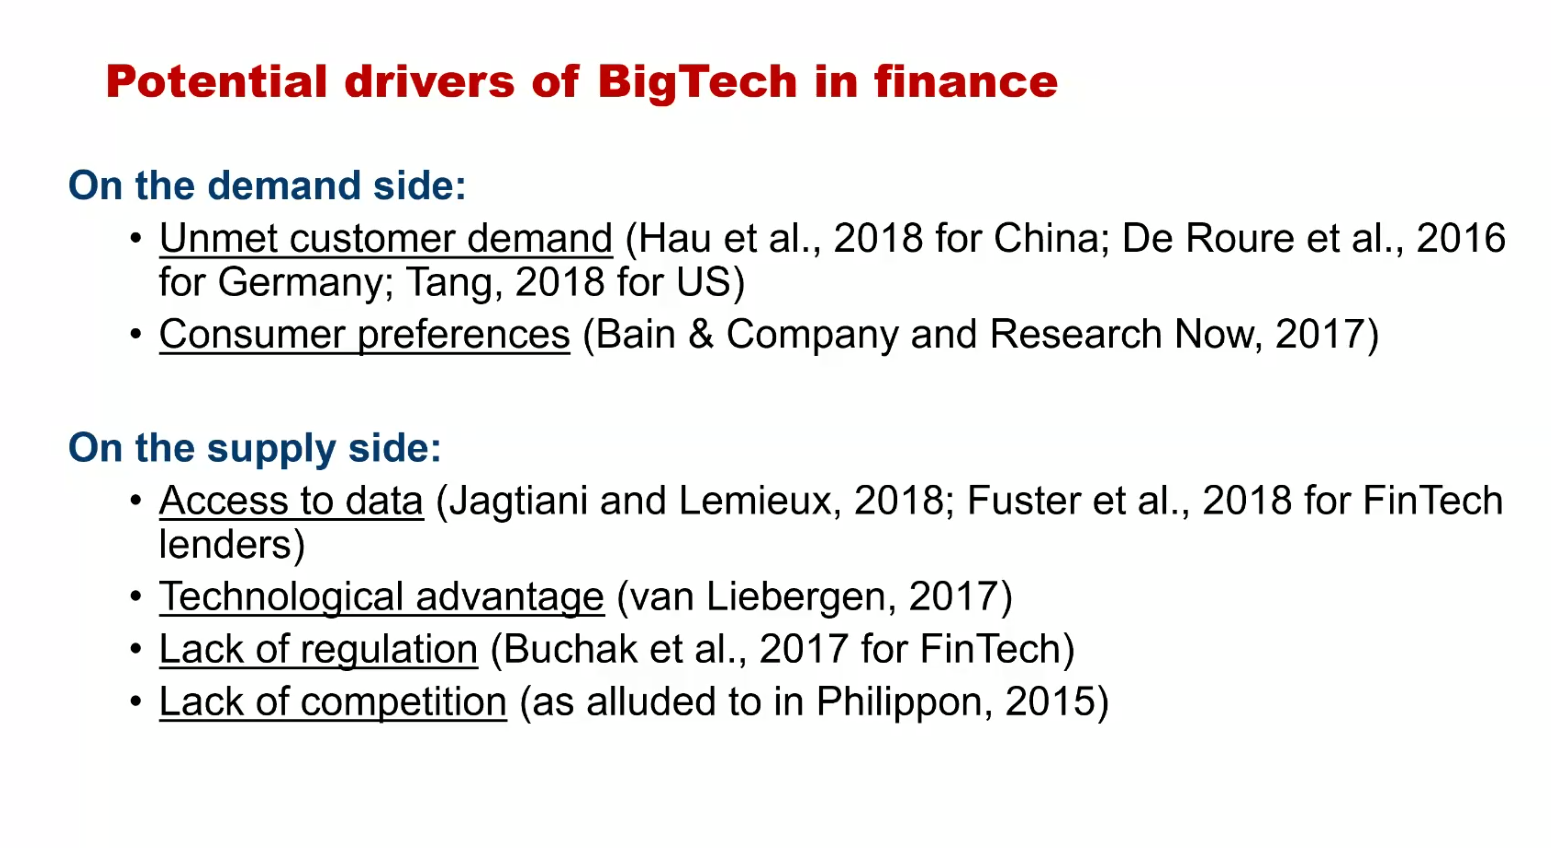 Potential drivers of BigTech in finance
On the demand side:
• Unmet customer demand (Hau et al., 2018 for China; De Roure et al., 2016
for Germany; Tang, 2018 for US)
• Consumer preferences (Bain & Company and Research Now, 2017)
On the supply side:
• Access to data (Jagtiani and Lemieux, 2018; Fuster et al., 2018 for FinTech
lenders)
• Technological advantage (van Liebergen, 2017)
• Lack of regulation (Buchak et al., 2017 for FinTech)
• Lack of competition (as alluded to in Philippon, 2015)